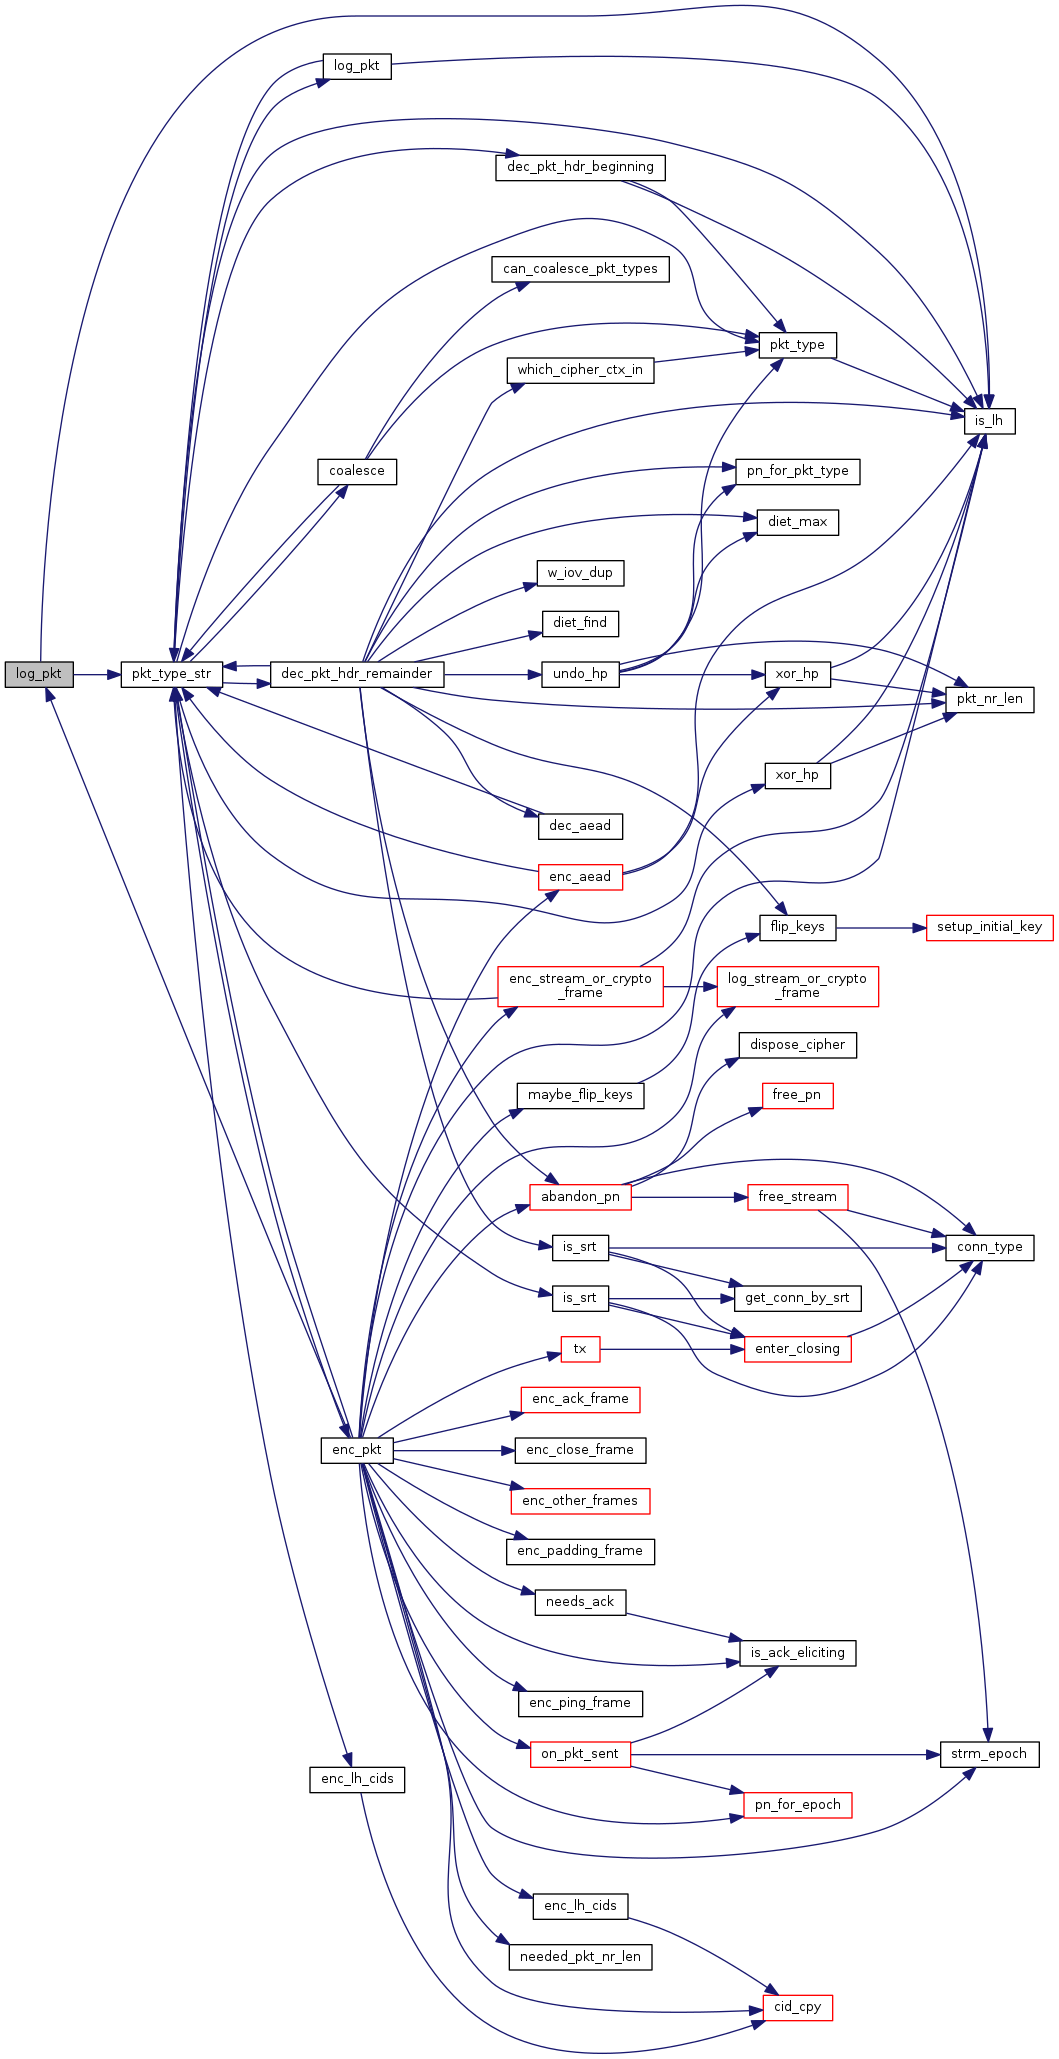 log_pkt
dec_pkt_hdr_beginning
can_coalesce_pkt_types
pkt_type
which_cipher_ctx_in
is_lh
coalesce
pn_for_pkt_type
diet_max
w_iov_dup
diet_find
log_pkt
pkt_type_str
dec_pkt_hdr_remainder
undo_hp
xor_hp
pkt_nr_len
xor_hp
dec_aead
enc_aead
flip_keys
setup_initial_key
enc_stream_or_crypto
_frame
log_stream_or_crypto
_frame
dispose_cipher
maybe_flip_keys
free_pn
abandon_pn
free_stream
is_srt
conn_type
is_srt
get_conn_by_srt
tx
enter_closing
enc_ack_frame
enc_pkt
enc_close_frame
enc_other_frames
enc_padding_frame
needs_ack
is_ack_eliciting
enc_ping_frame
on_pkt_sent
strm_epoch
enc_lh_cids
pn_for_epoch
enc_lh_cids
needed_pkt_nr_len
cid_cpy